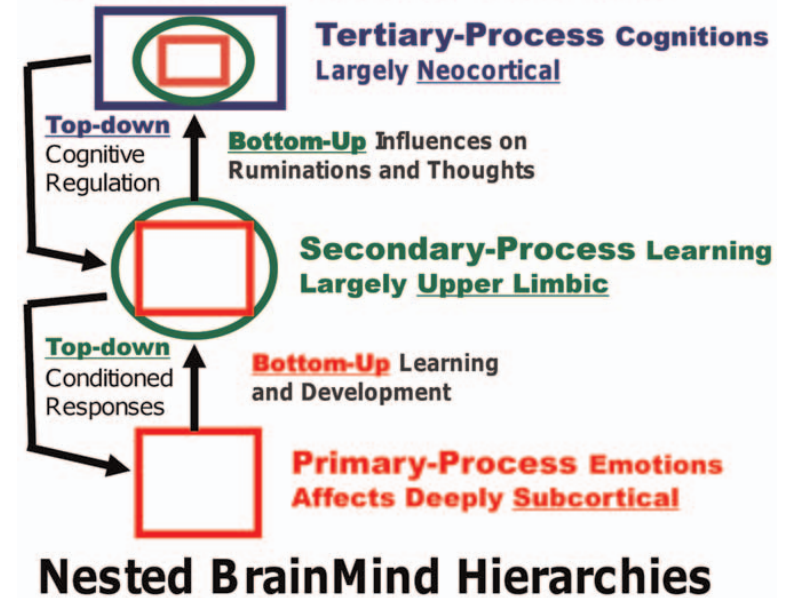 Tertiary-Process Cognitions
Largely Neocortical
Top-down
Cognitive
Regulation
Bottom-Up Influences on
Ruminations and Thoughts
Secondary-Process Learning
Largely Upper Limbic
Top-down
Conditioned
Responses
Bottom-Up Learning
and Development
Primary-Process Emotions
Affects Deeply Subcortical
Nested BrainMind Hierarchies